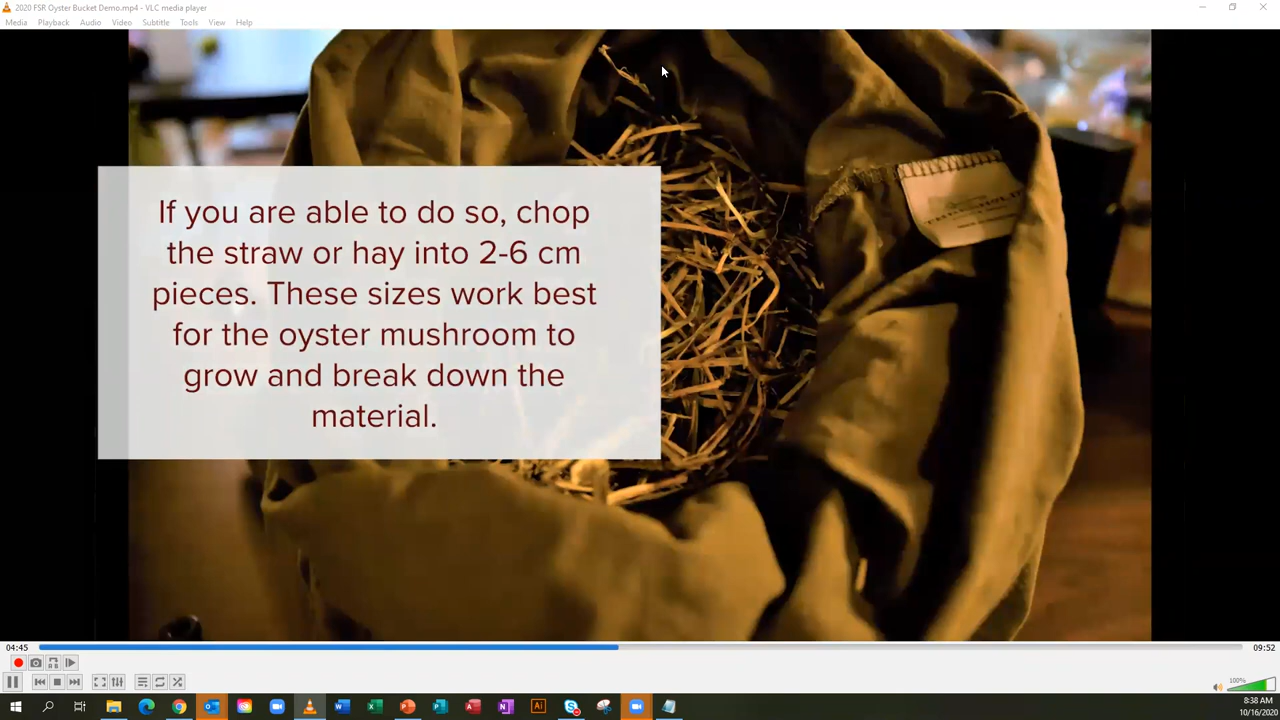 2020 FSR Oyster Bucket Demo.mp4 - VLC media player
Media Playback Audio Video Subtitle Tools View Help
If you are able to do so, chop
the straw or hay into 2-6 cm
pieces. These sizes work best
for the oyster mushroom to
grow and break down the
material.
04:45
09:52
100%
8:38 AM
10/16/2020